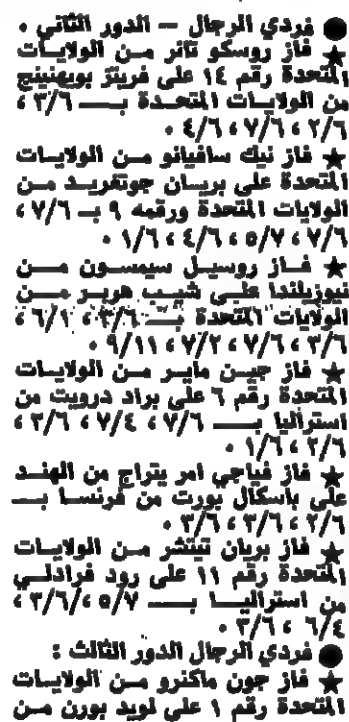 ● فردي الرجال — الدور الثاني .
★ فاز روسكو تانر من الولايات
المتحدة رقم ١٤ على فريتز بويهنينج
من الولايات المتحدة بـ ٣/٦ ،
٢/٦ ، ٧/٦ ، ٤/٦ .
★ فاز نيك سافيانو من الولايات
المتحدة على بريان جوتفريد من
الولايات المتحدة ورقمه ٩ بـ ٧/٦ ،
٧/٦ ، ٥/٧ ، ٤/٦ ، ١/٦ .
★ فاز روسيل سيمسون من
نيوزيلندا على شيب هربر من
الولايات المتحدة بـ ٣/٦ ، ٦/١ ،
٣/٦ ، ٧/٦ ، ٧/٢ ، ٩/١١ .
★ فاز جين ماير من الولايات
المتحدة رقم ٦ على براد درويت من
استراليا بـ ٧/٦ ، ٤/٧ ، ٣/٦ ،
٢/٦ ، ١/٦ .
★ فاز فياجي امر يتراج من الهند
على باسكال بورت من فرنسا بـ
٢/٦ ، ٣/٦ ، ٣/٦ .
★ فاز بريان تيتشر من الولايات
المتحدة رقم ١١ على رود فرادلي
من استراليا بـ ٥/٧ ، ٣/٦ ،
٦/٤ ، ٣/٦ .
● فردي الرجال الدور الثالث :
★ فاز جون ماكنرو من الولايات
المتحدة رقم ١ على لويد بورن من